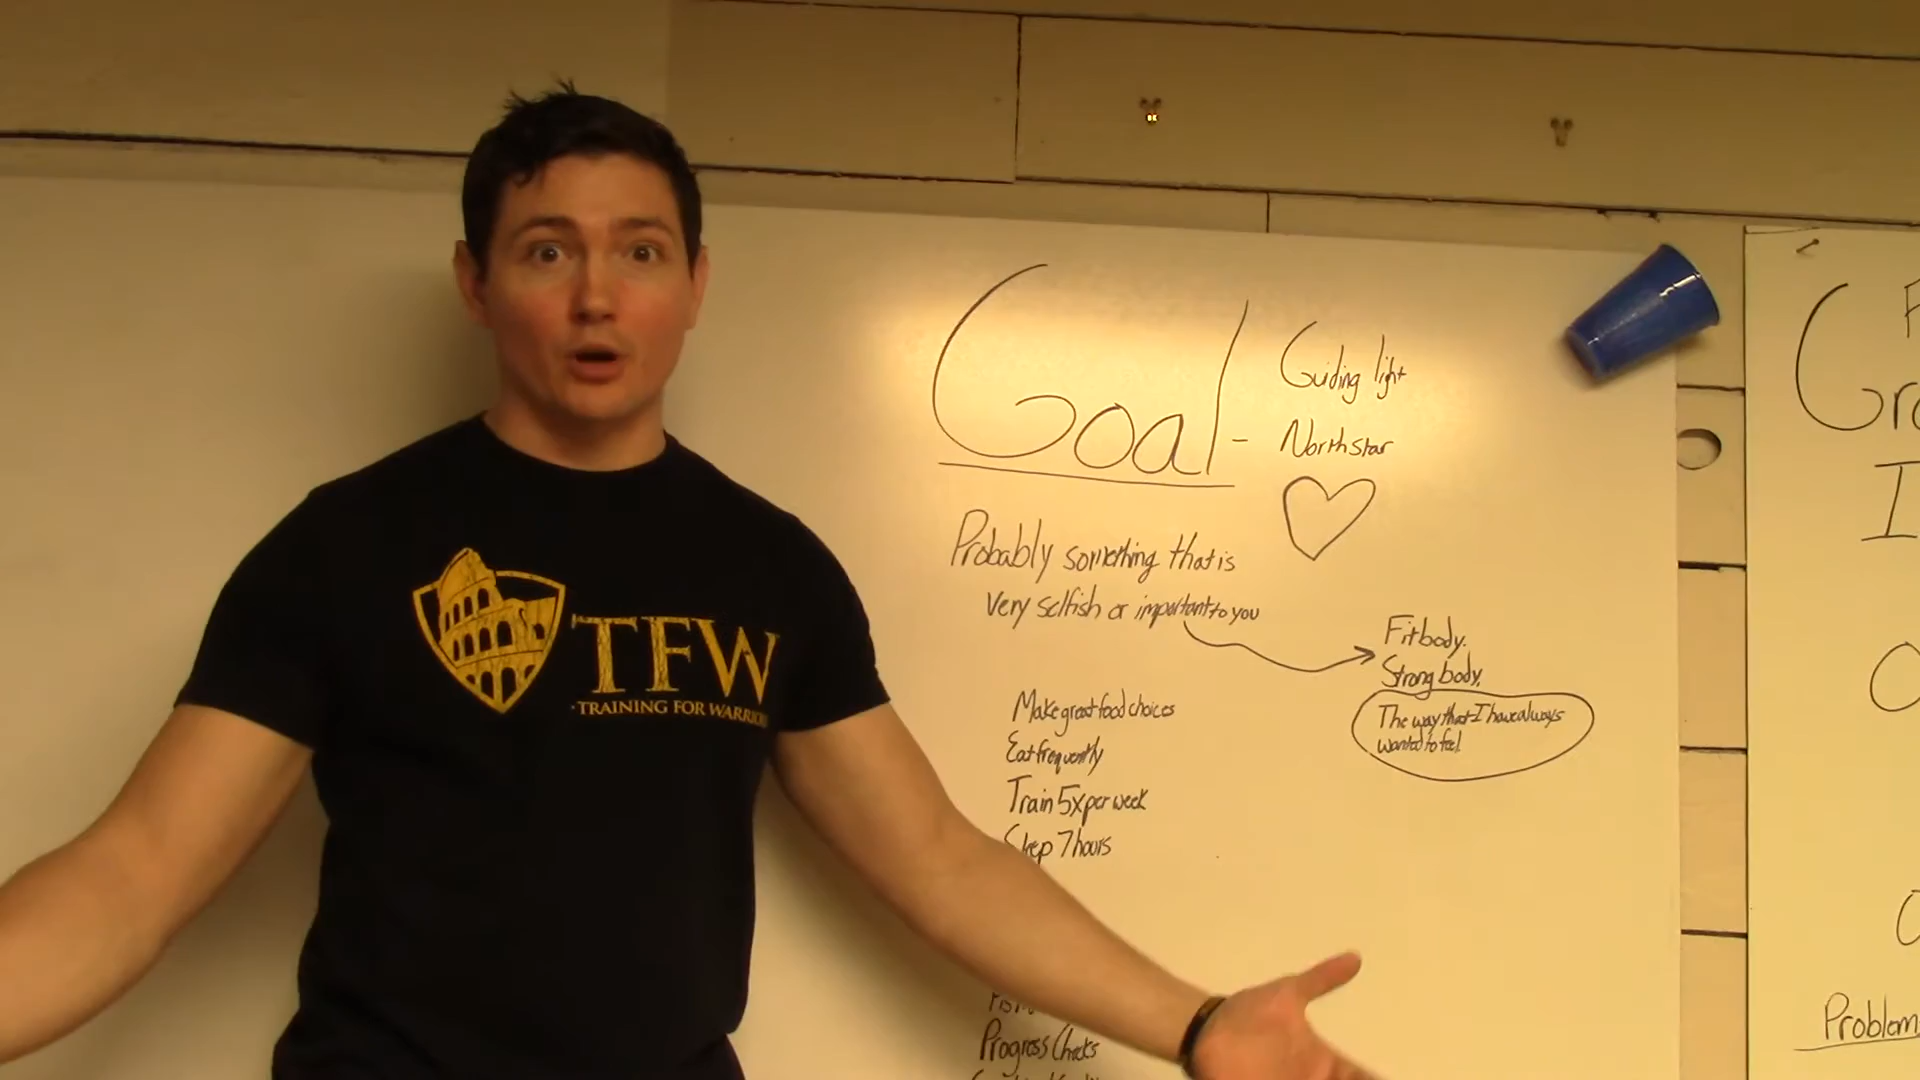 Goal -
Guiding light
North star
Probably something that is
very selfish or important to you
Fit body.
Strong body.
The way that I have always
wanted to feel
Make great food choices
Eat frequently
Train 5x per week
Sleep 7 hours
Progress Checks
TFW
TRAINING FOR WARRIO
Gr
I
Problem